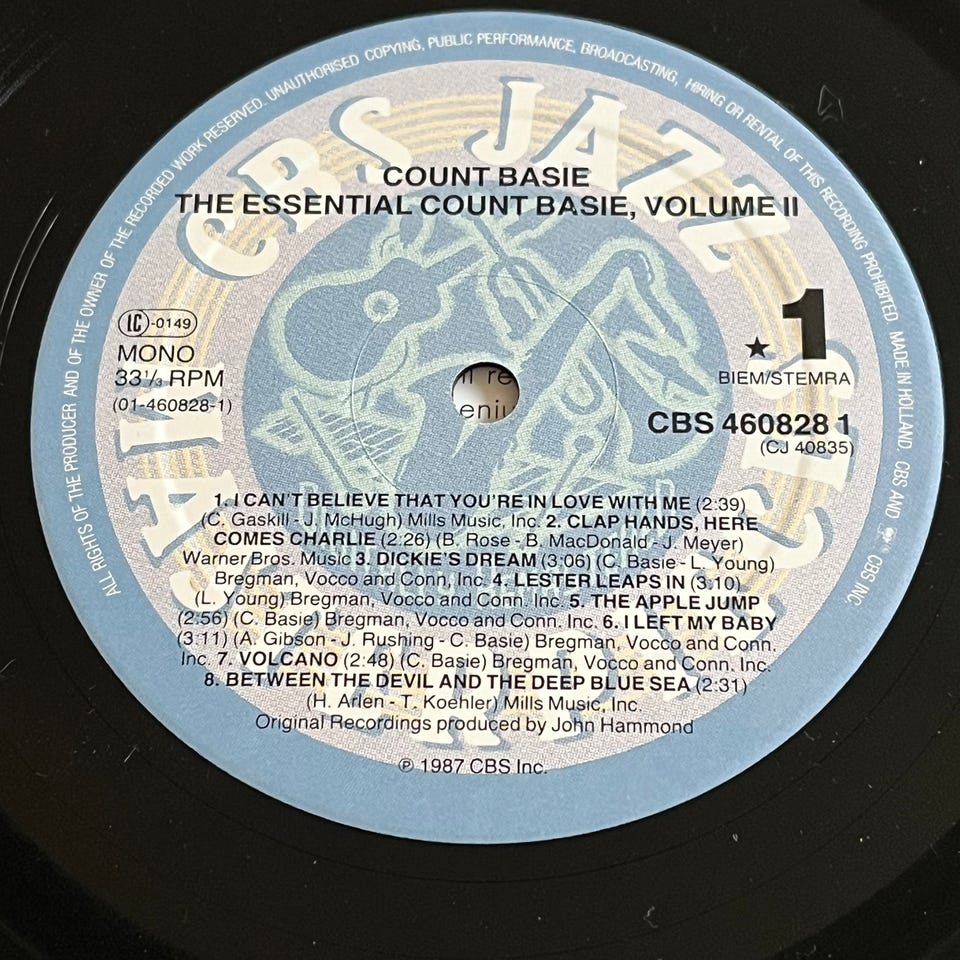 ALL RIGHTS OF THE PRODUCER AND OF THE OWNER OF THE RECORDED WORK RESERVED. UNAUTHORISED COPYING, PUBLIC PERFORMANCE, BROADCASTING, HIRING OR RENTAL OF THIS RECORDING PROHIBITED. MADE IN HOLLAND. CBS AND CBS INC.
CBS JAZZ
MASTERPIECES
COUNT BASIE
THE ESSENTIAL COUNT BASIE, VOLUME II
LC-0149
MONO
33⅓ RPM
(01-460828-1)
★ 1
BIEM/STEMRA
CBS 460828 1
(CJ 40835)
1. I CAN'T BELIEVE THAT YOU'RE IN LOVE WITH ME (2:39)
(C. Gaskill - J. McHugh) Mills Music, Inc. 2. CLAP HANDS, HERE
COMES CHARLIE (2:26) (B. Rose - B. MacDonald - J. Meyer)
Warner Bros. Music 3. DICKIE'S DREAM (3:06) (C. Basie - L. Young)
Bregman, Vocco and Conn, Inc. 4. LESTER LEAPS IN (3:10)
(L. Young) Bregman, Vocco and Conn. Inc. 5. THE APPLE JUMP
(2:56) (C. Basie) Bregman, Vocco and Conn. Inc. 6. I LEFT MY BABY
(3:11) (A. Gibson - J. Rushing - C. Basie) Bregman, Vocco and Conn.
Inc. 7. VOLCANO (2:48) (C. Basie) Bregman, Vocco and Conn. Inc.
8. BETWEEN THE DEVIL AND THE DEEP BLUE SEA (2:31)
(H. Arlen - T. Koehler) Mills Music, Inc.
Original Recordings produced by John Hammond
℗ 1987 CBS Inc.